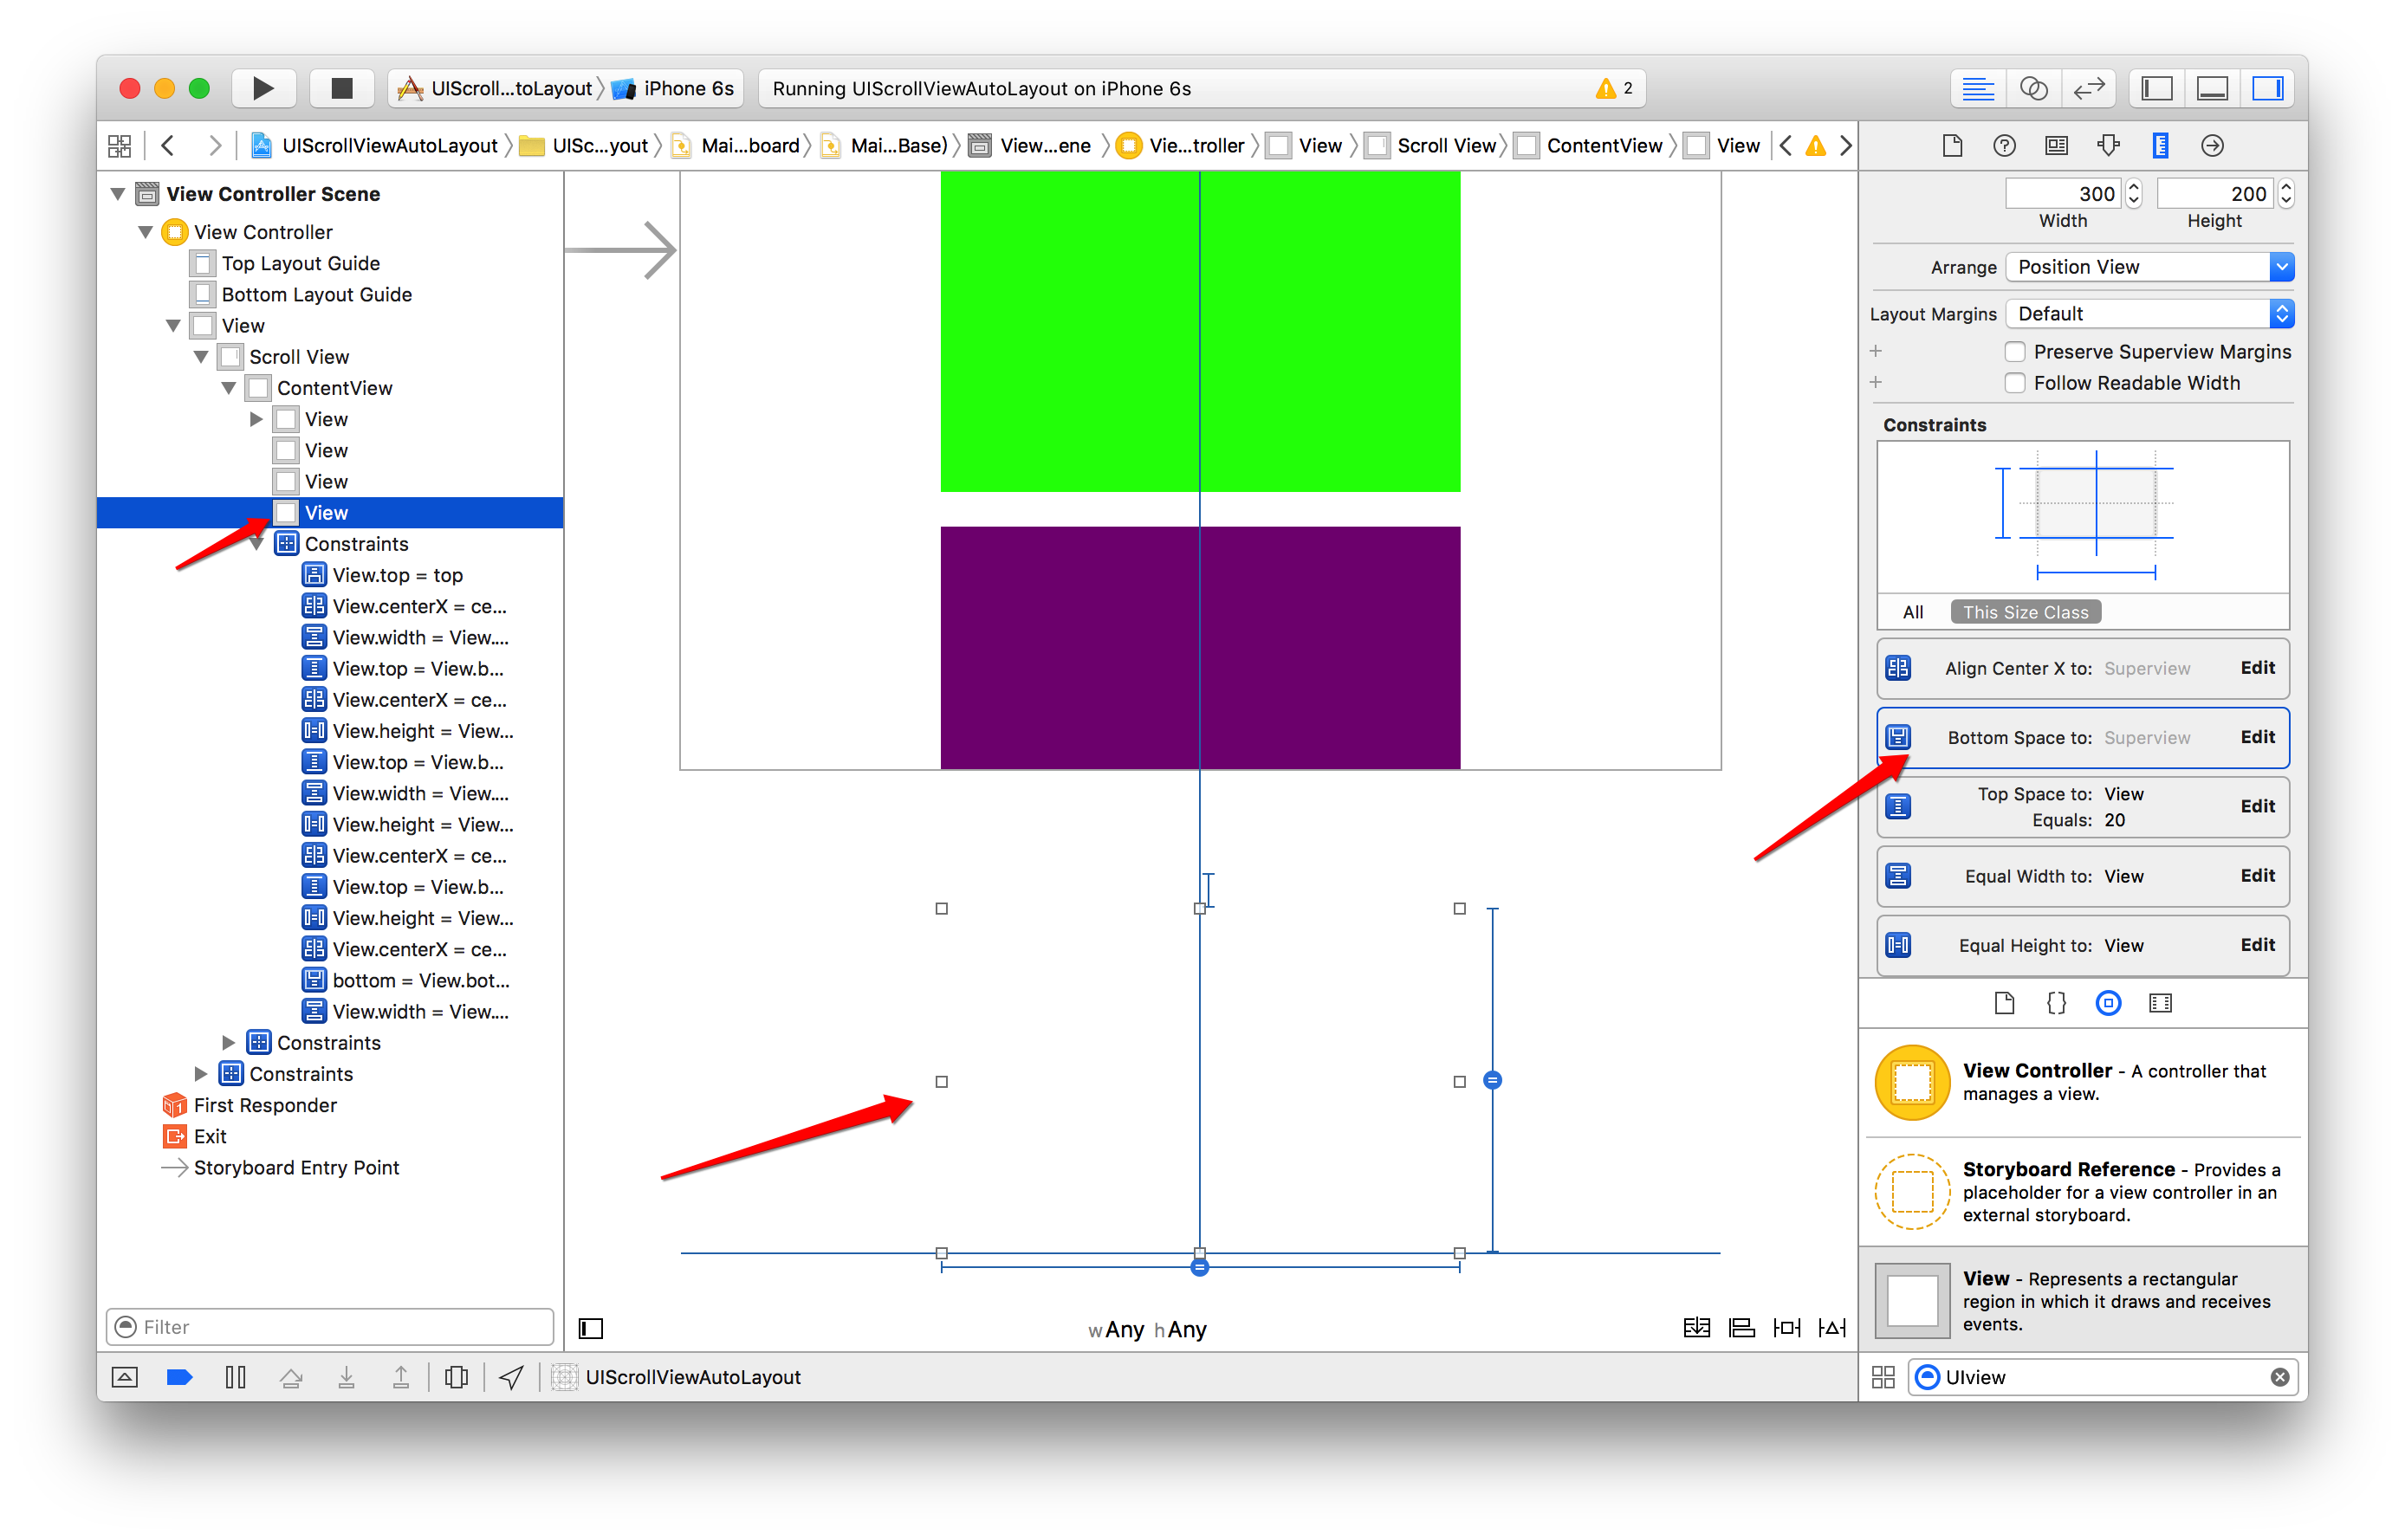 UIScroll...toLayout
iPhone 6s
Running UIScrollViewAutoLayout on iPhone 6s
2
UIScrollViewAutoLayout
UISc...yout
Mai...board
Mai...Base)
View...ene
Vie...troller
View
Scroll View
ContentView
View
View Controller Scene
View Controller
Top Layout Guide
Bottom Layout Guide
View
Scroll View
ContentView
View
View
View
View
Constraints
View.top = top
View.centerX = ce...
View.width = View....
View.top = View.b...
View.centerX = ce...
View.height = View...
View.top = View.b...
View.width = View....
View.height = View...
View.centerX = ce...
View.top = View.b...
View.height = View...
View.centerX = ce...
bottom = View.bot...
View.width = View....
Constraints
Constraints
First Responder
Exit
Storyboard Entry Point
Filter
wAny hAny
UIScrollViewAutoLayout
300 200
Width Height
Arrange Position View
Layout Margins Default
Preserve Superview Margins
Follow Readable Width
Constraints
All This Size Class
Align Center X to: Superview Edit
Bottom Space to: Superview Edit
Top Space to: View
Equals: 20
Edit
Equal Width to: View Edit
Equal Height to: View Edit
View Controller - A controller that
manages a view.
Storyboard Reference - Provides a
placeholder for a view controller in an
external storyboard.
View - Represents a rectangular
region in which it draws and receives
events.
UIview